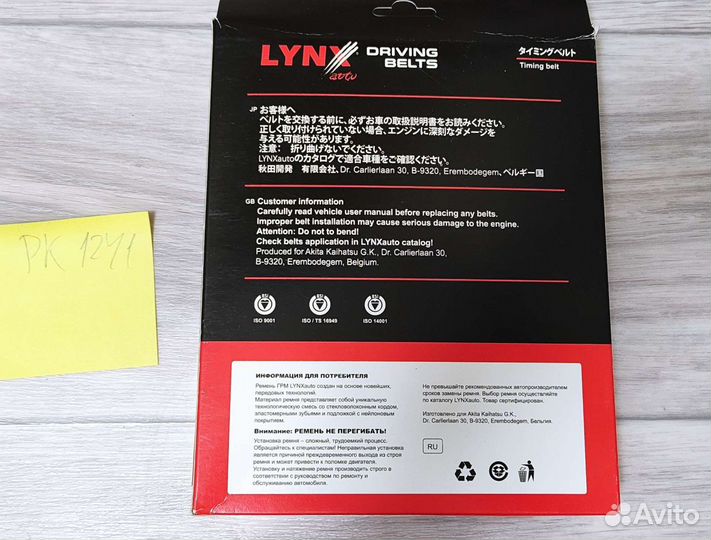 LYNX
auto
DRIVING
BELTS
タイミングベルト
Timing belt
JP お客様へ
ベルトを交換する前に、必ずお車の取扱説明書をお読みください。
正しく取り付けられていない場合、エンジンに深刻なダメージを
与える可能性があります。
注意: 折り曲げないでください。
LYNXautoのカタログで適合車種をご確認ください。
秋田開発 有限会社、Dr. Carlierlaan 30, B-9320, Erembodegem、ベルギー国
GB Customer information
Carefully read vehicle user manual before replacing any belts.
Improper belt installation may cause serious damage to the engine.
Attention: Do not to bend!
Check belts application in LYNXauto catalog!
Produced for Akita Kaihatsu G.K., Dr. Carlierlaan 30,
B-9320, Erembodegem, Belgium.
ISO 9001
ISO / TS 16949
ISO 14001
PK 1241
ИНФОРМАЦИЯ ДЛЯ ПОТРЕБИТЕЛЯ
Ремень ГРМ LYNXauto создан на основе новейших,
передовых технологий.
Материал ремня представляет собой уникальную
технологическую смесь со стекловолоконным кордом,
эластомерными зубьями и подложкой с нейлоновым
покрытием.
Внимание: РЕМЕНЬ НЕ ПЕРЕГИБАТЬ!
Установка ремня – сложный, трудоемкий процесс.
Обращайтесь к специалистам! Неправильная установка
является причиной преждевременного выхода из строя
ремня и может привести к поломке двигателя.
Установку и натяжение ремня производить строго в
соответствии с руководством по ремонту и
обслуживанию автомобиля.
Не превышайте рекомендованных автопроизводителем
сроков замены ремня. Выбор ремня осуществляйте
по каталогу LYNXauto. Товар сертифицирован.
Изготовлено для Akita Kaihatsu G.K.,
Dr. Carlierlaan 30, B-9320, Erembodegem, Бельгия.
RU
Avito